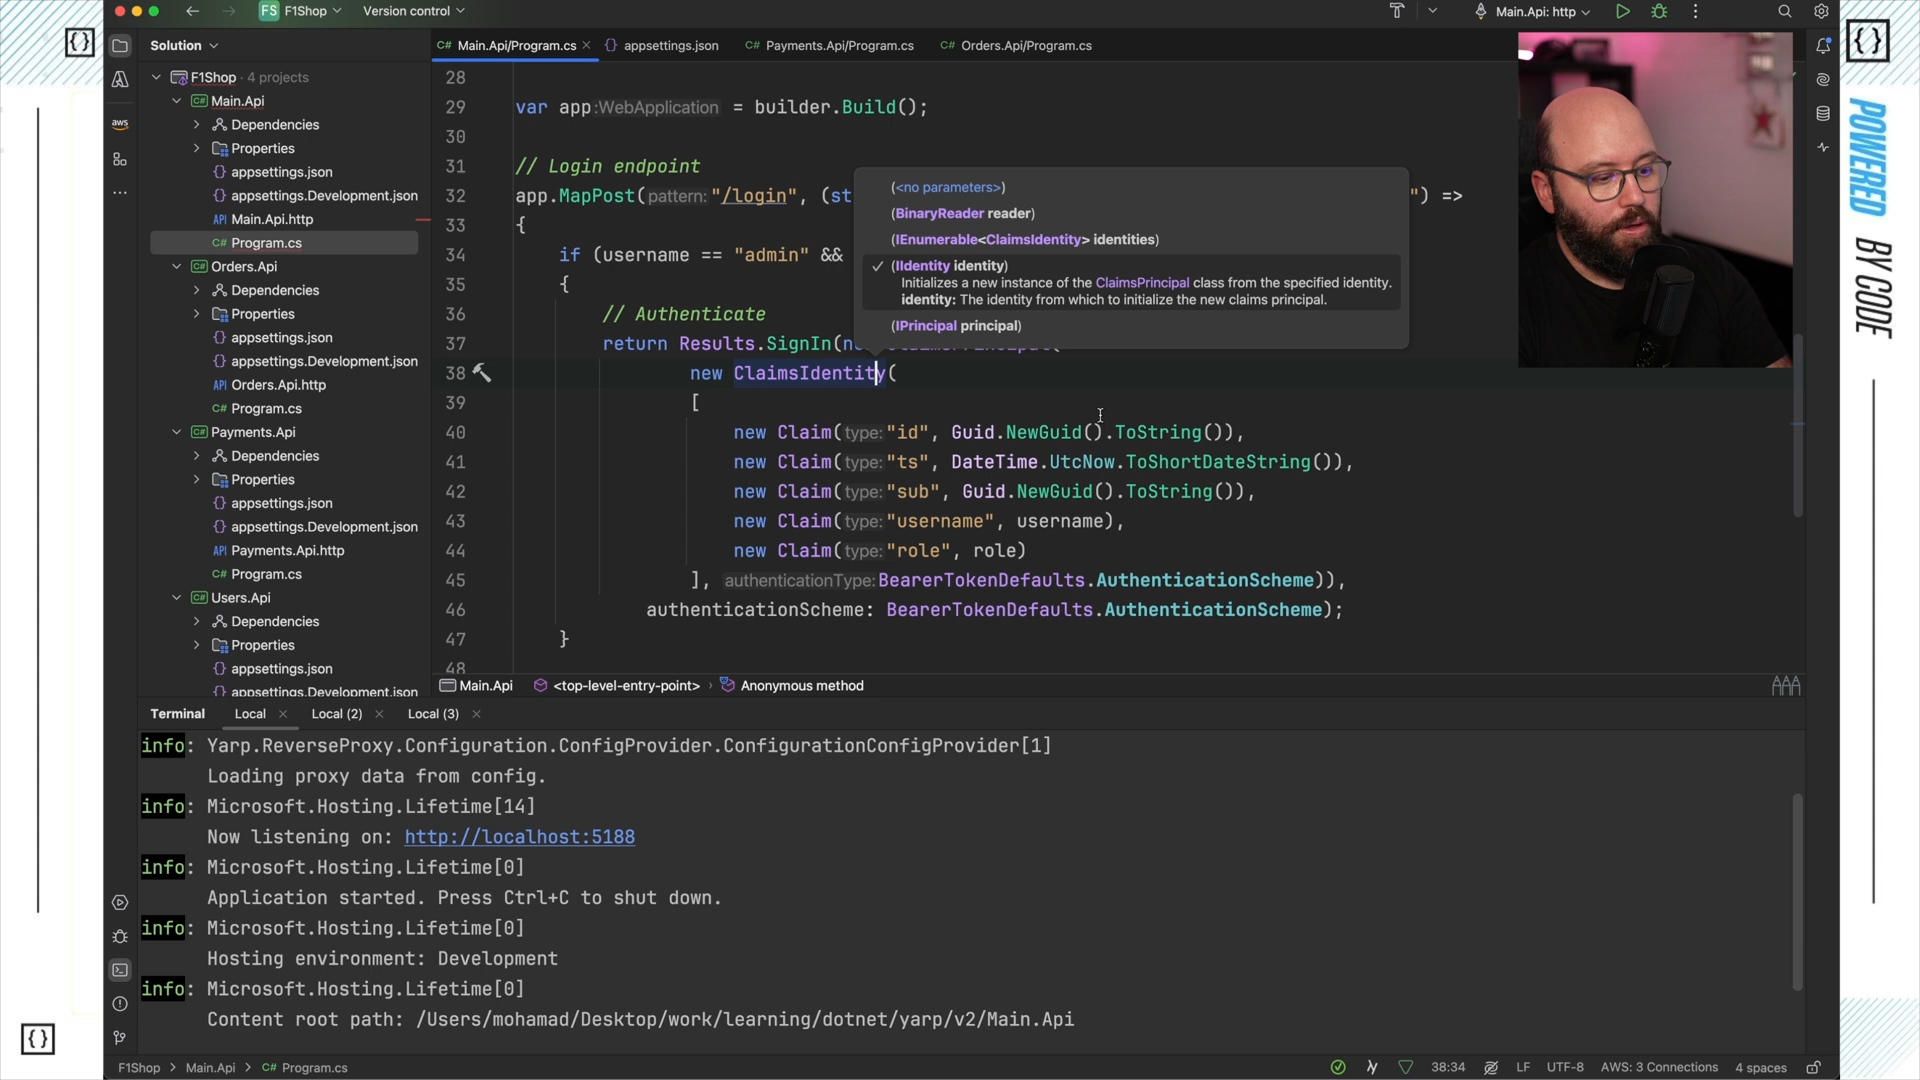 FS F1Shop
Version control
Main.Api: http
Solution
C# Main.Api/Program.cs
{} appsettings.json
C# Payments.Api/Program.cs
C# Orders.Api/Program.cs
F1Shop · 4 projects
C# Main.Api
Dependencies
Properties
{} appsettings.json
{} appsettings.Development.json
API Main.Api.http
C# Program.cs
C# Orders.Api
Dependencies
Properties
{} appsettings.json
{} appsettings.Development.json
API Orders.Api.http
C# Program.cs
C# Payments.Api
Dependencies
Properties
{} appsettings.json
{} appsettings.Development.json
API Payments.Api.http
C# Program.cs
C# Users.Api
Dependencies
Properties
{} appsettings.json
{} appsettings.Development.json
aws
28
29 var app :WebApplication = builder.Build();
30
31 // Login endpoint
32 app.MapPost( pattern: "/login", (st ") =>
33 {
34 if (username == "admin" &&
35 {
36 // Authenticate
37 return Results.SignIn(
38 new ClaimsIdentity(
39 [
40 new Claim( type: "id", Guid.NewGuid().ToString()),
41 new Claim( type: "ts", DateTime.UtcNow.ToShortDateString()),
42 new Claim( type: "sub", Guid.NewGuid().ToString()),
43 new Claim( type: "username", username),
44 new Claim( type: "role", role)
45 ], authenticationType: BearerTokenDefaults.AuthenticationScheme)),
46 authenticationScheme: BearerTokenDefaults.AuthenticationScheme);
47 }
48
(<no parameters>)
(BinaryReader reader)
(IEnumerable<ClaimsIdentity> identities)
(IIdentity identity)
Initializes a new instance of the ClaimsPrincipal class from the specified identity.
identity: The identity from which to initialize the new claims principal.
(IPrincipal principal)
Main.Api <top-level-entry-point> › Anonymous method
Terminal Local Local (2) Local (3)
info: Yarp.ReverseProxy.Configuration.ConfigProvider.ConfigurationConfigProvider[1]
Loading proxy data from config.
info: Microsoft.Hosting.Lifetime[14]
Now listening on: http://localhost:5188
info: Microsoft.Hosting.Lifetime[0]
Application started. Press Ctrl+C to shut down.
info: Microsoft.Hosting.Lifetime[0]
Hosting environment: Development
info: Microsoft.Hosting.Lifetime[0]
Content root path: /Users/mohamad/Desktop/work/learning/dotnet/yarp/v2/Main.Api
F1Shop > Main.Api > C# Program.cs
38:34 LF UTF-8 AWS: 3 Connections 4 spaces
{}
{}
{}
POWERED BY CODE